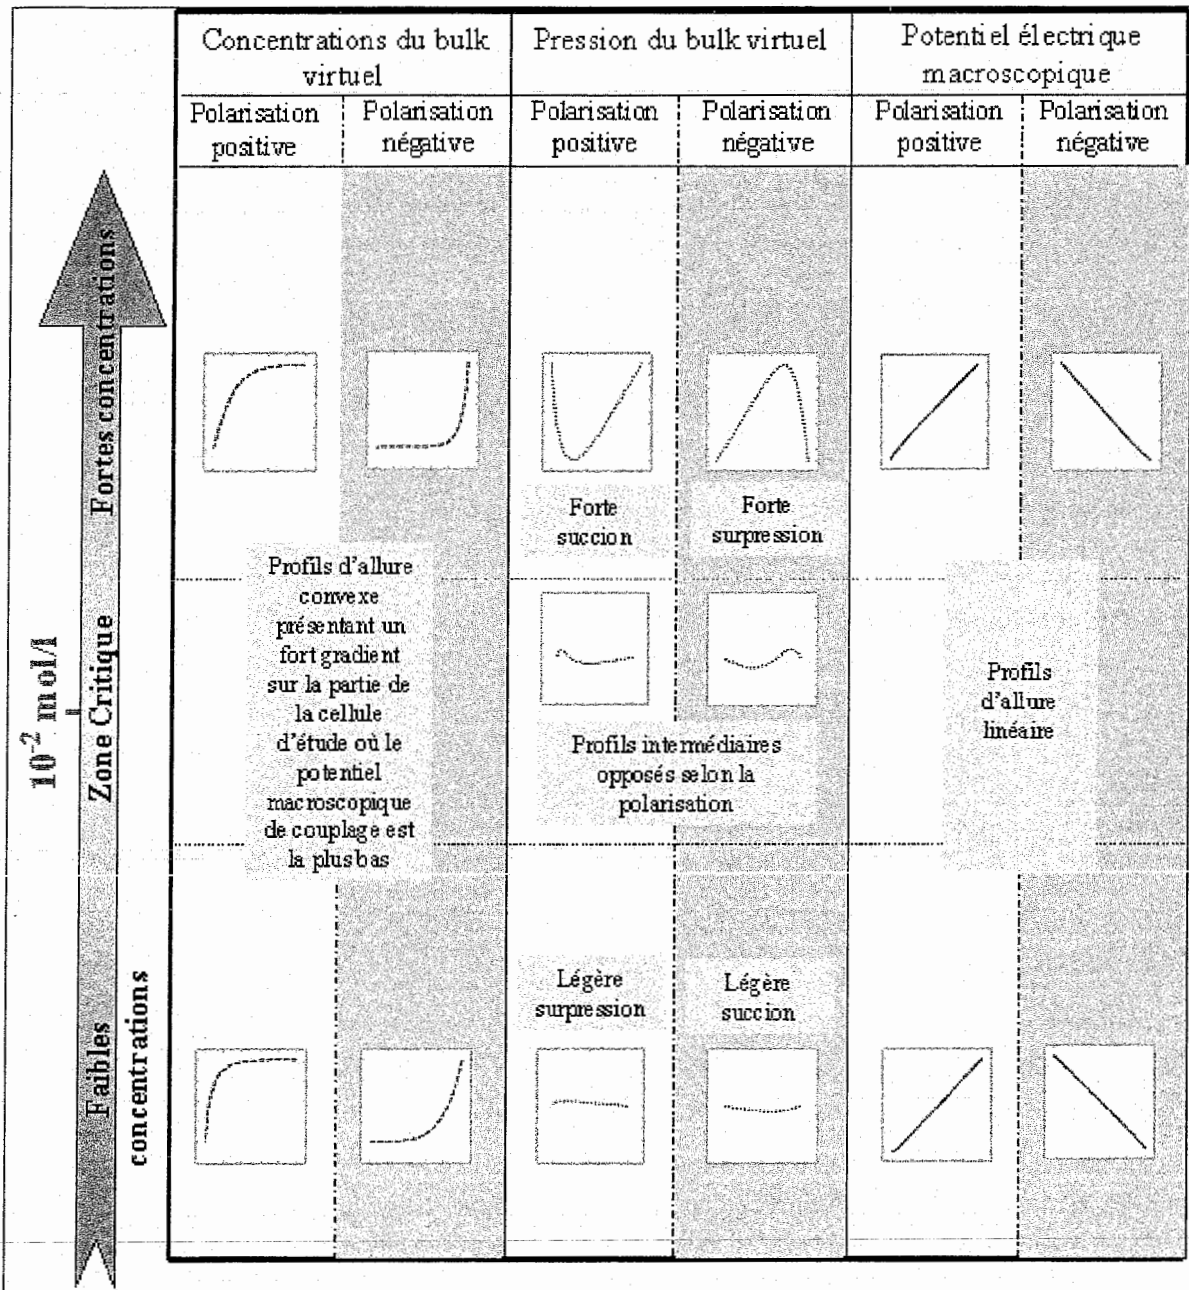 Concentrations du bulk
virtuel
Pression du bulk virtuel
Potentiel électrique
macroscopique
Polarisation
positive
Polarisation
négative
Polarisation
positive
Polarisation
négative
Polarisation
positive
Polarisation
négative
Fortes concentrations
Forte
succion
Forte
surpression
10⁻² mol/l
Zone Critique
Profils d'allure
convexe
présentant un
fort gradient
sur la partie de
la cellule
d'étude où le
potentiel
macroscopique
de couplage est
la plus bas
Profils intermédiaires
opposés selon la
polarisation
Profils
d'allure
linéaire
Faibles
concentrations
Légère
surpression
Légère
succion